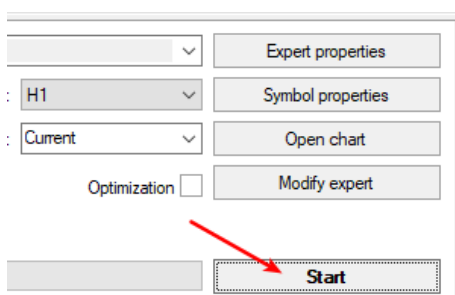 Expert properties
: H1 Symbol properties
: Current Open chart
Optimization Modify expert
Start